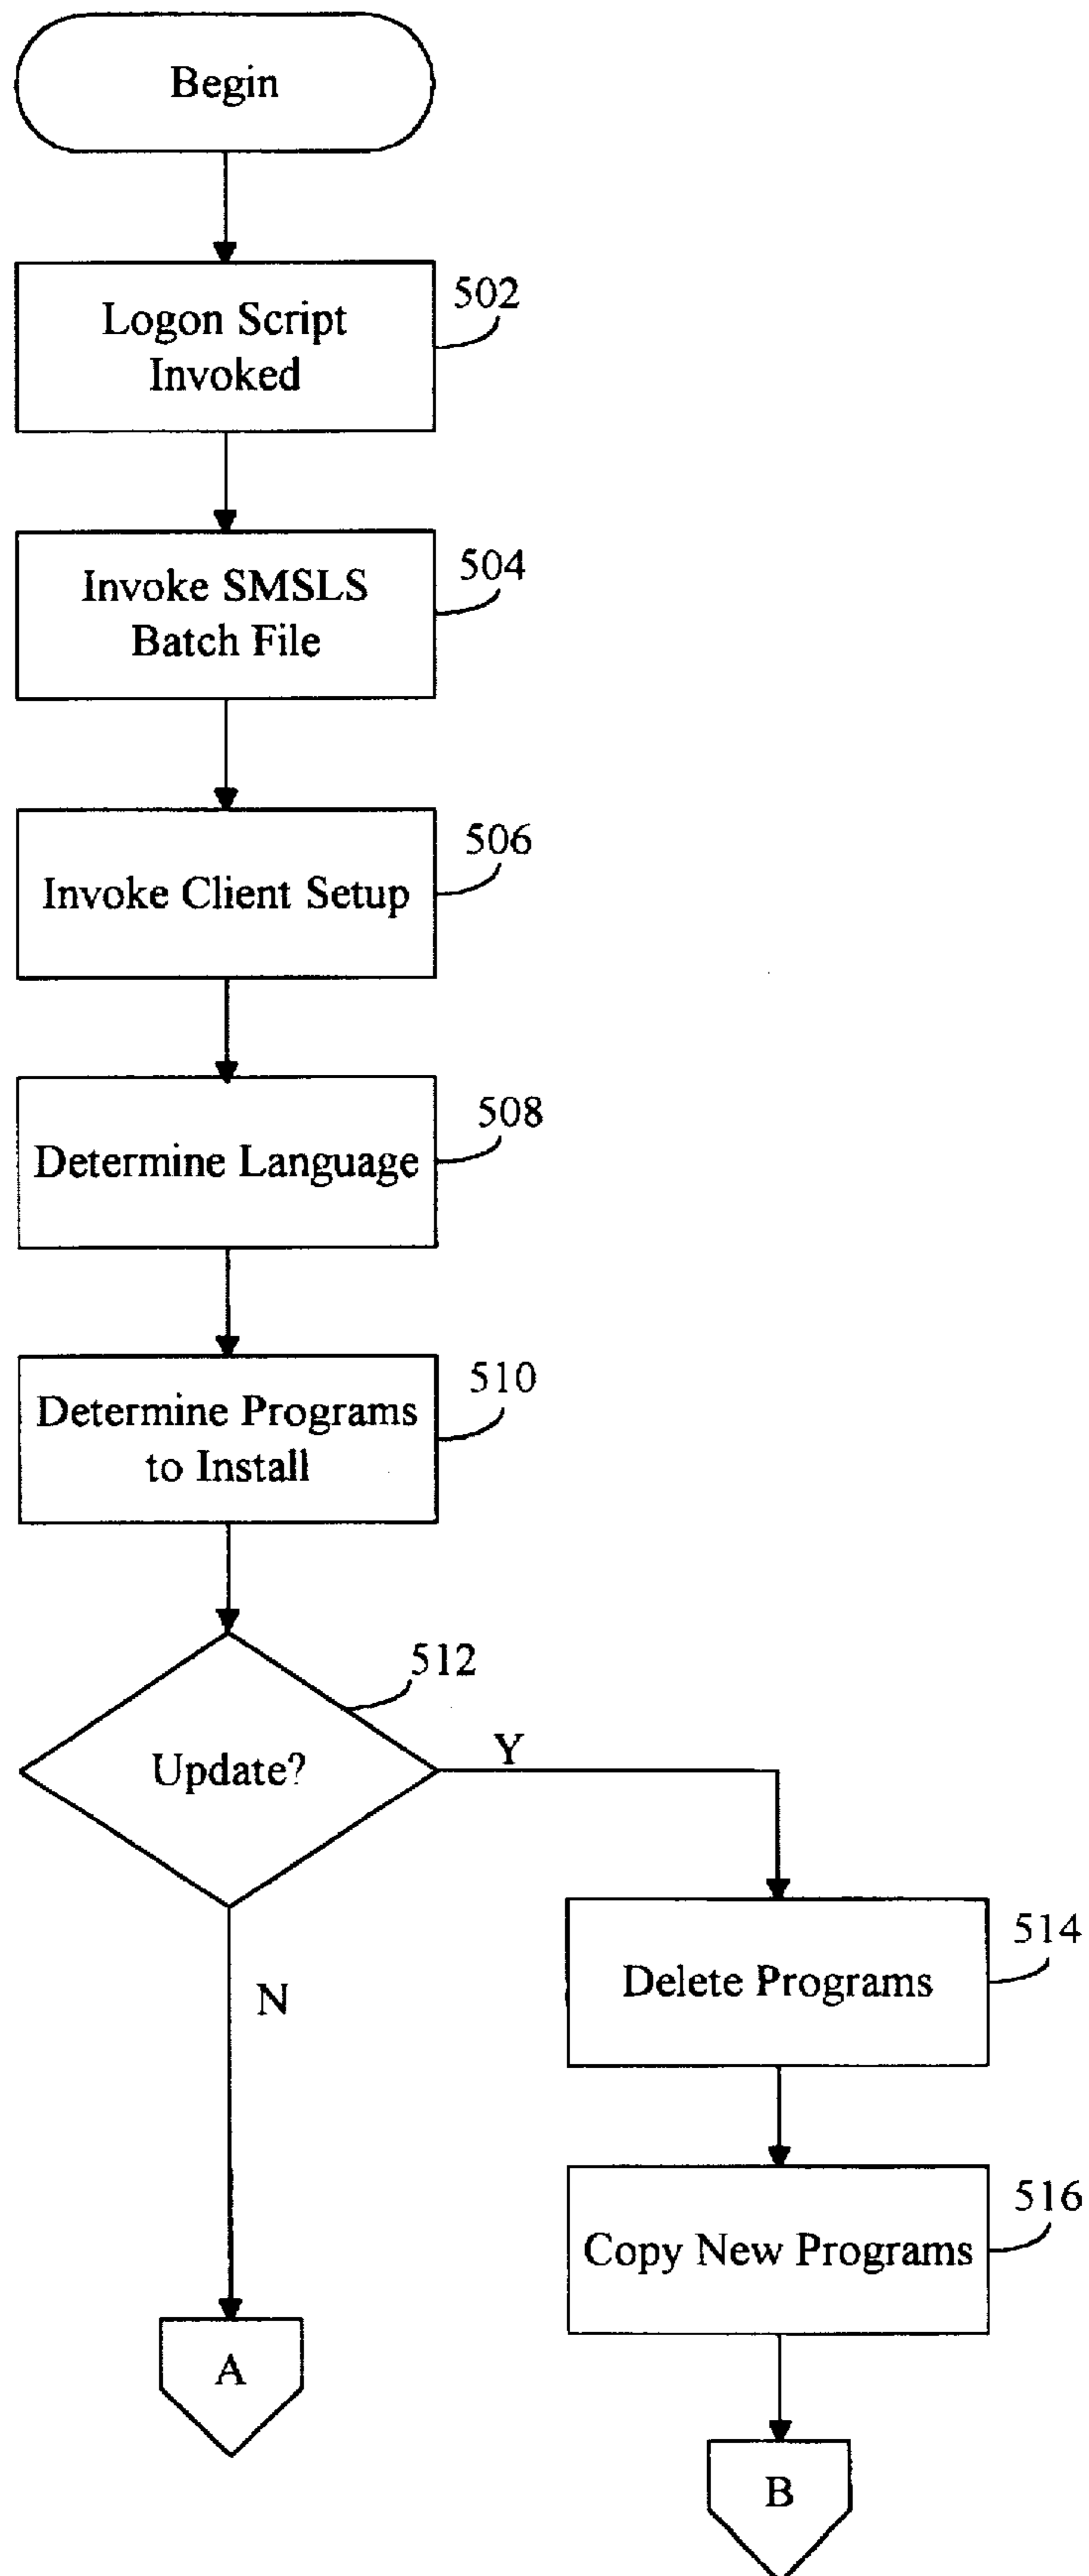 Begin
Logon Script
Invoked
502
Invoke SMSLS
Batch File
504
Invoke Client Setup
506
Determine Language
508
Determine Programs
to Install
510
Update?
512
Y
N
Delete Programs
514
Copy New Programs
516
A
B